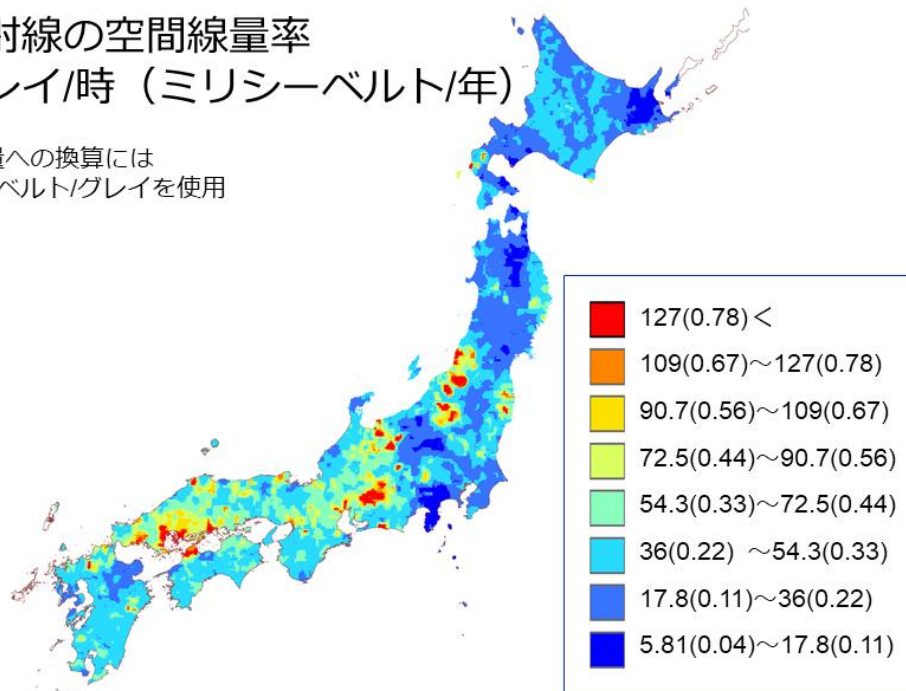 射線の空間線量率
レイ/時（ミリシーベルト/年）
量への換算には
ベルト/グレイを使用
127(0.78)＜
109(0.67)～127(0.78)
90.7(0.56)～109(0.67)
72.5(0.44)～90.7(0.56)
54.3(0.33)～72.5(0.44)
36(0.22) ～54.3(0.33)
17.8(0.11)～36(0.22)
5.81(0.04)～17.8(0.11)